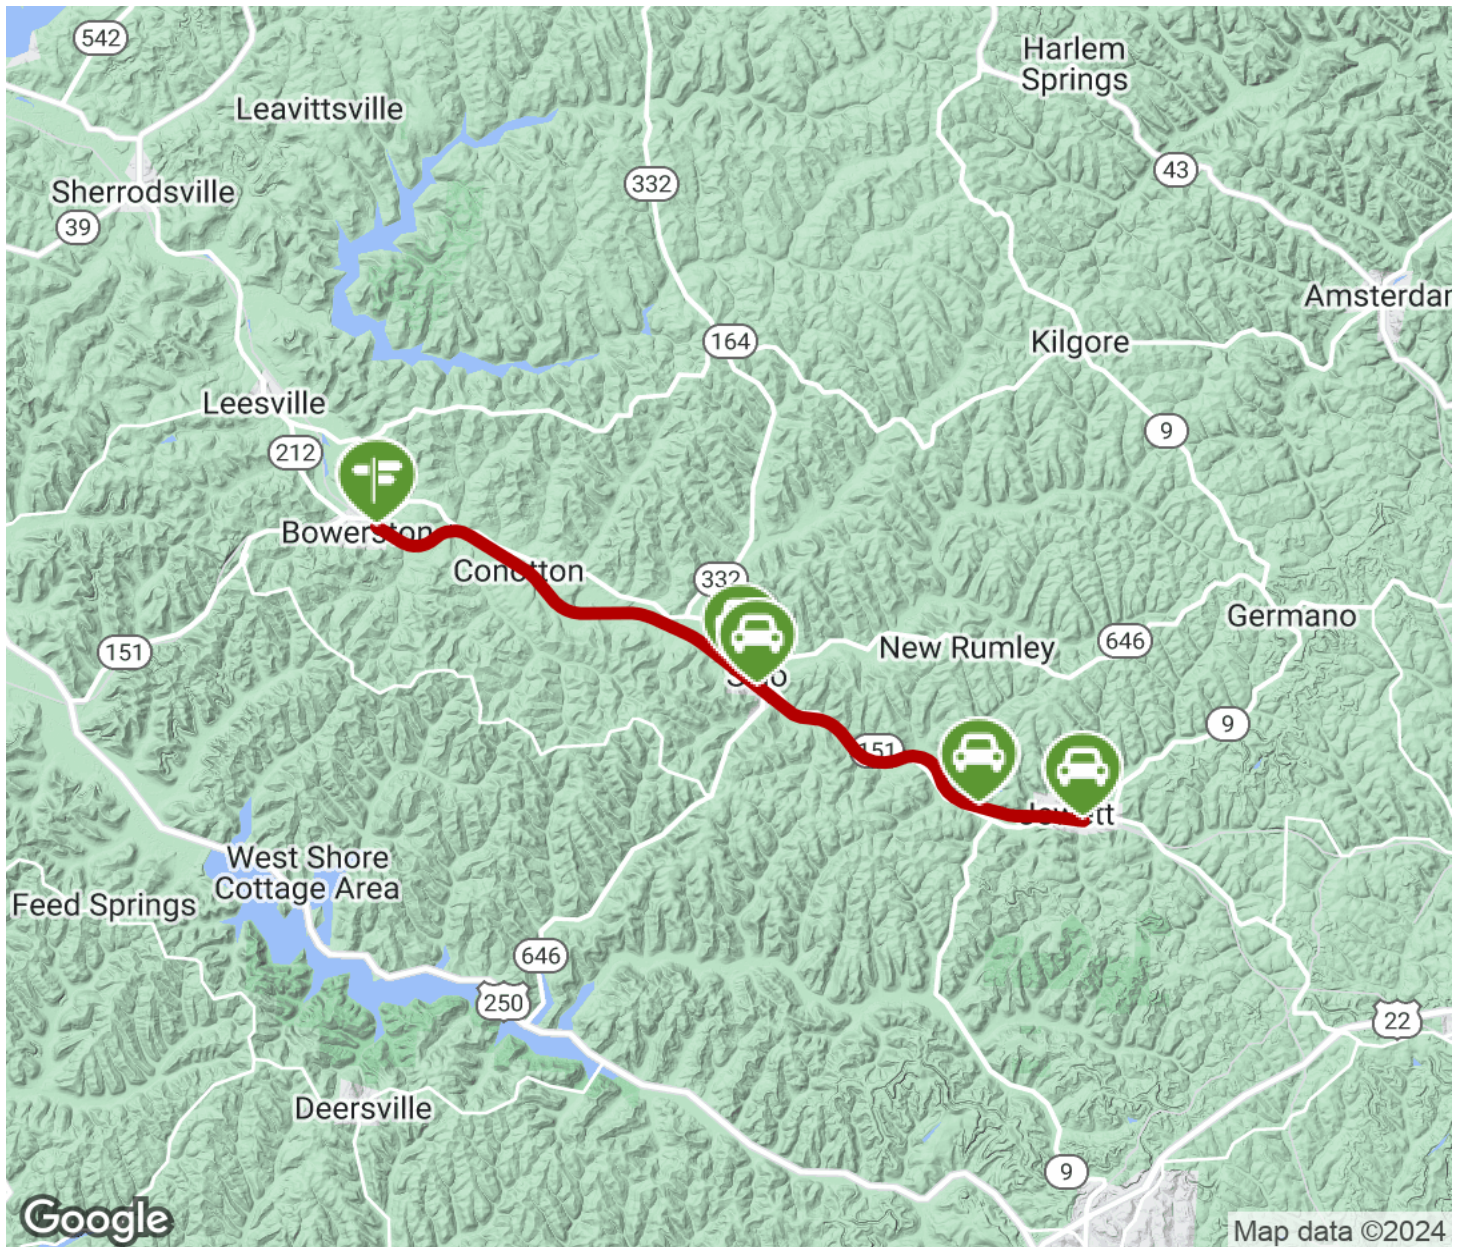 542
Harlem
Springs
Leavittsville
43
332
Sherrodsville
39
Amsterdar
164
Kilgore
Leesville
9
212
Bowerston
Conotton
332
Germano
646
New Rumley
151
9
151
West Shore
Cottage Area
Feed Springs
646
250
22
Deersville
9
Google
Map data ©2024